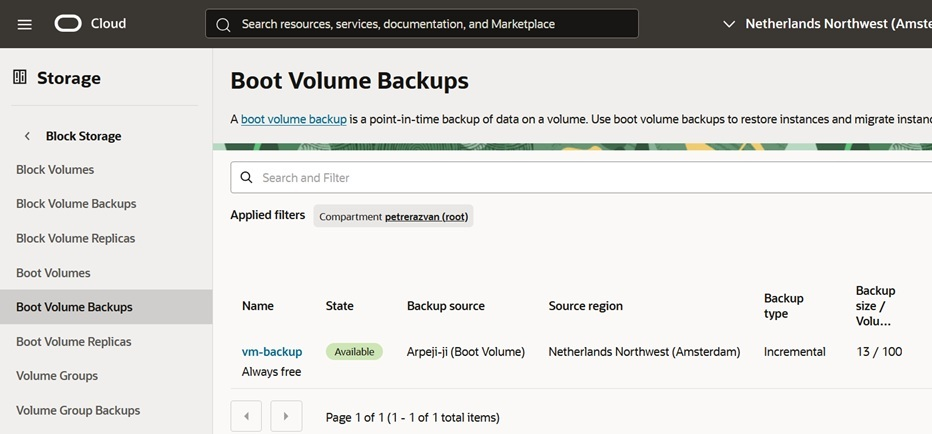 Cloud
Search resources, services, documentation, and Marketplace
Netherlands Northwest (Amste
Storage
Block Storage
Block Volumes
Block Volume Backups
Block Volume Replicas
Boot Volumes
Boot Volume Backups
Boot Volume Replicas
Volume Groups
Volume Group Backups
Boot Volume Backups
A boot volume backup is a point-in-time backup of data on a volume. Use boot volume backups to restore instances and migrate instanc
Search and Filter
Applied filters Compartment petrerazvan (root)
Name State Backup source Source region Backup type Backup size / Volu...
vm-backup Available Arpeji-ji (Boot Volume) Netherlands Northwest (Amsterdam) Incremental 13 / 100
Always free
Page 1 of 1 (1 - 1 of 1 total items)